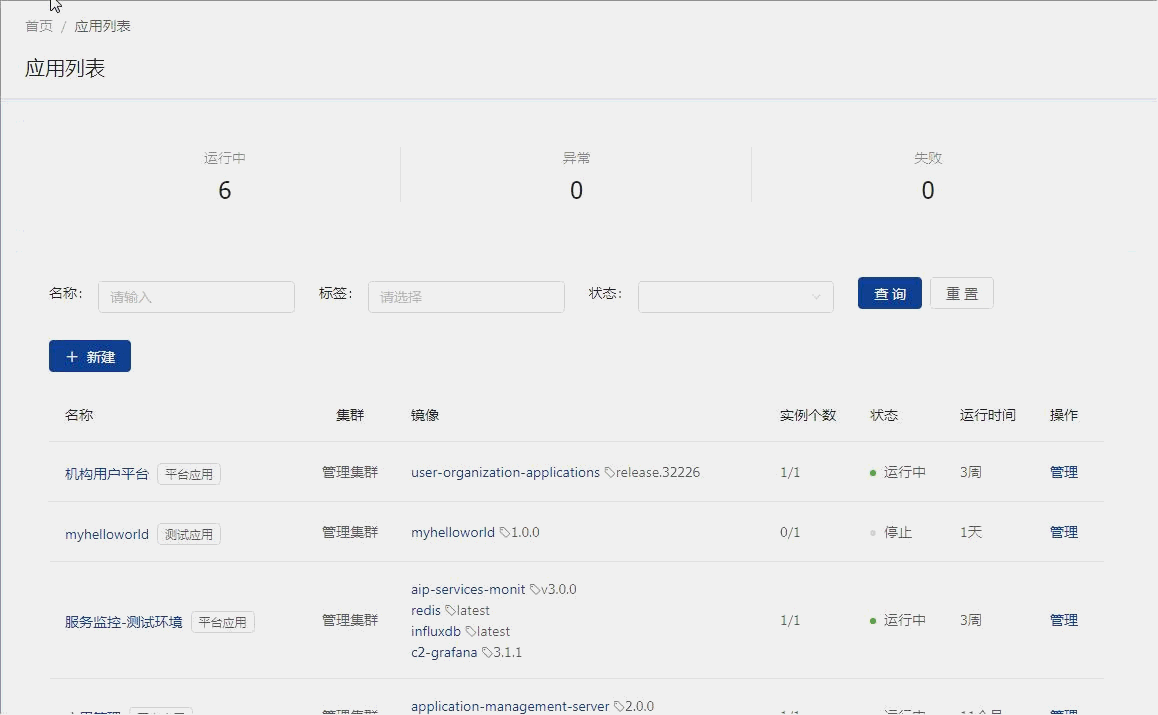 首页 / 应用列表
应用列表
运行中 异常 失败
6 0 0
名称: 请输入 标签: 请选择 状态: 查 询 重 置
+ 新建
名称 集群 镜像 实例个数 状态 运行时间 操作
机构用户平台 平台应用 管理集群 user-organization-applications release.32226 1/1 运行中 3周 管理
myhelloworld 测试应用 管理集群 myhelloworld 1.0.0 0/1 停止 1天 管理
aip-services-monit v3.0.0
redis latest
服务监控-测试环境 平台应用 管理集群 1/1 运行中 3周 管理
influxdb latest
c2-grafana 3.1.1
application-management-server 2.0.0
管理集群 1/1 运行中 11个月 管理